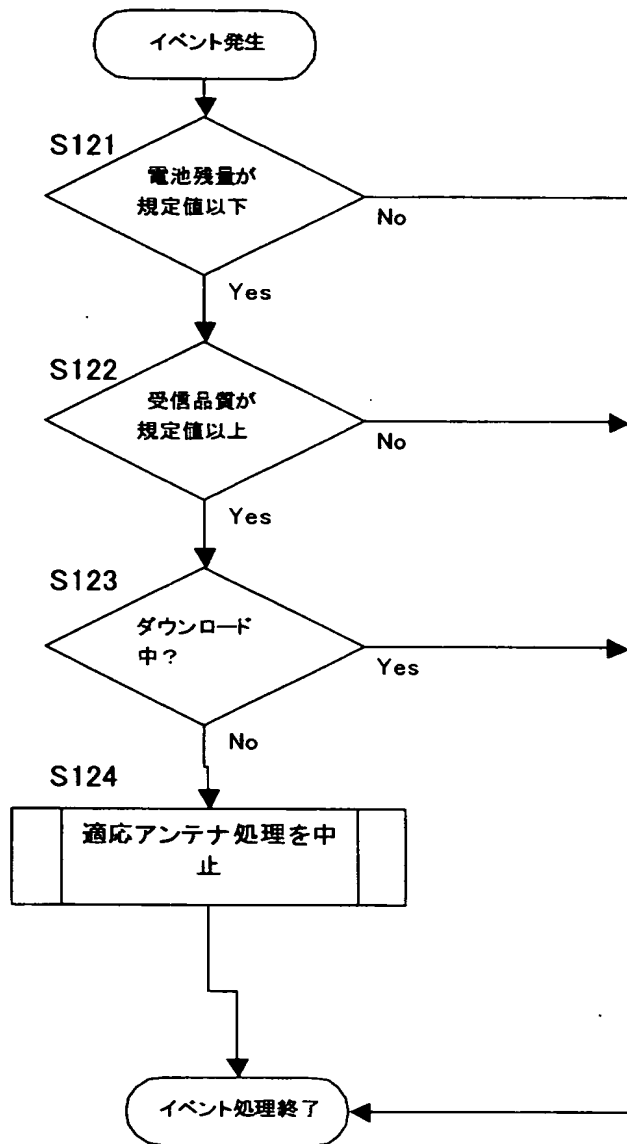 イベント発生
S121
電池残量が
規定値以下
No
Yes
S122
受信品質が
規定値以上
No
Yes
S123
ダウンロード
中？
Yes
No
S124
適応アンテナ処理を中
止
イベント処理終了